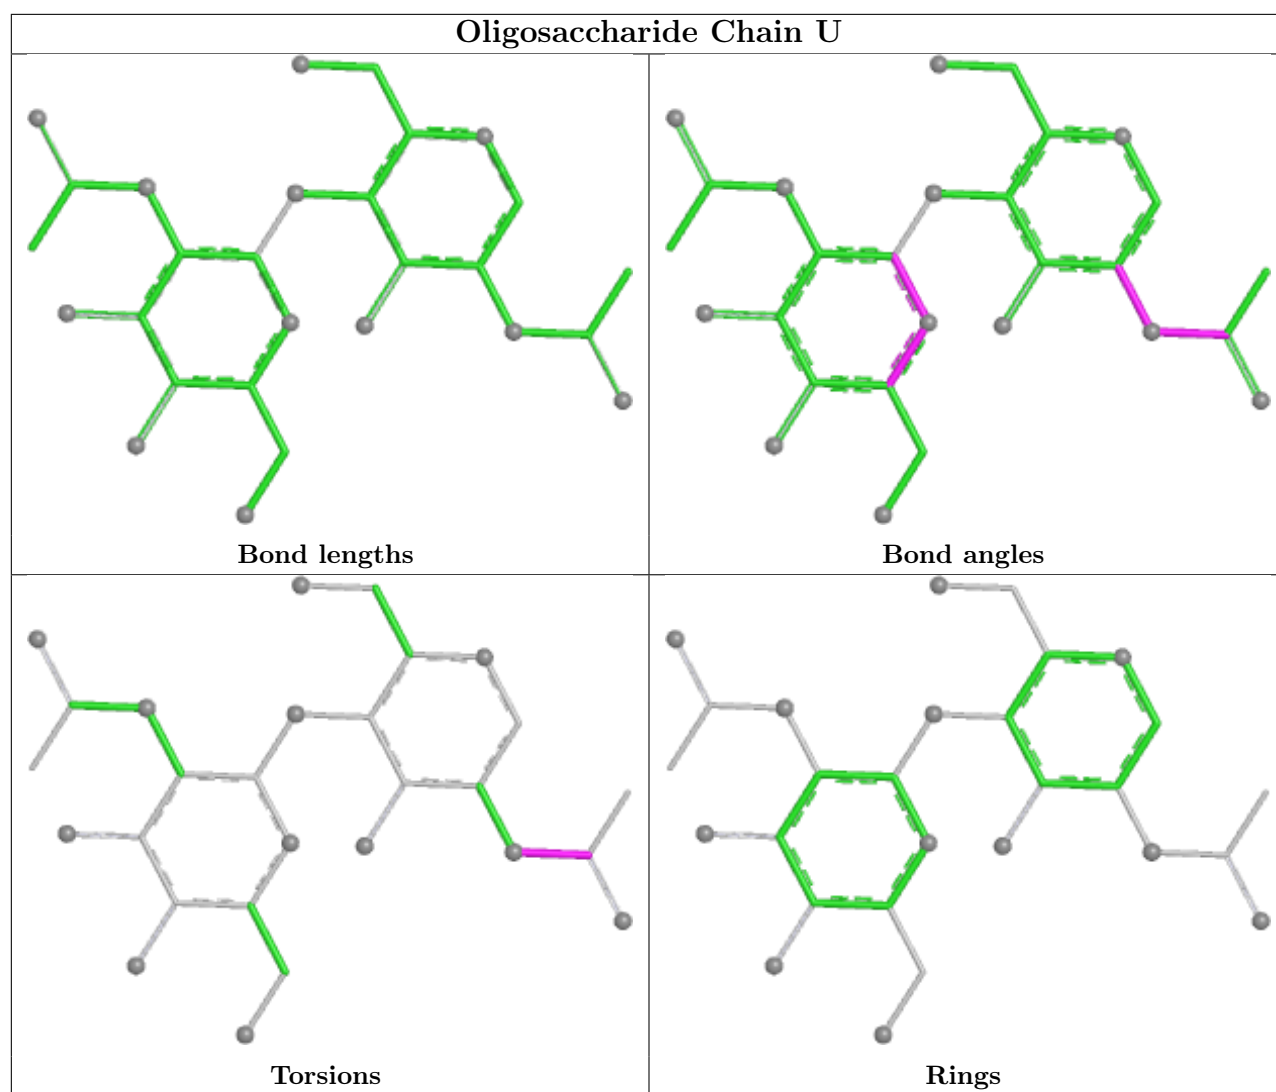 Oligosaccharide Chain U
Bond lengths
Bond angles
Torsions
Rings